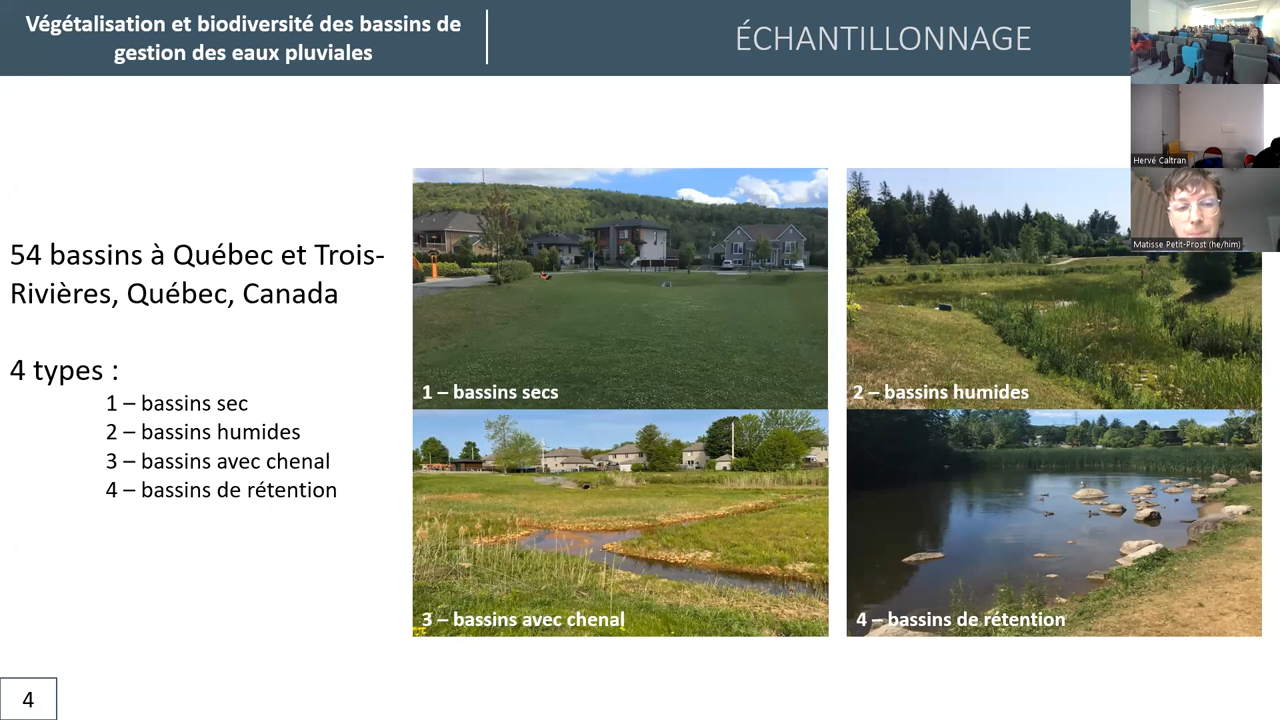 Végétalisation et biodiversité des bassins de
gestion des eaux pluviales
ÉCHANTILLONNAGE
Hervé Caltran
Matisse Petit-Prost (he/him)
54 bassins à Québec et Trois-
Rivières, Québec, Canada
4 types :
1 – bassins sec
2 – bassins humides
3 – bassins avec chenal
4 – bassins de rétention
1 – bassins secs
2 – bassins humides
3 – bassins avec chenal
4 – bassins de rétention
4